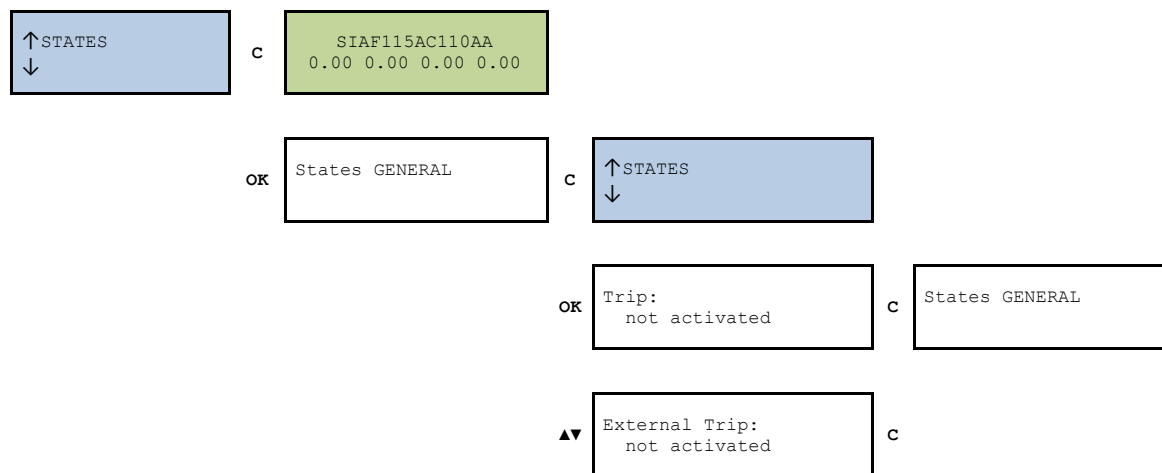 ↑STATES
↓
C
SIAF115AC110AA
0.00 0.00 0.00 0.00
OK
States GENERAL
C
↑STATES
↓
OK
Trip:
not activated
C
States GENERAL
▲▼
External Trip:
not activated
C